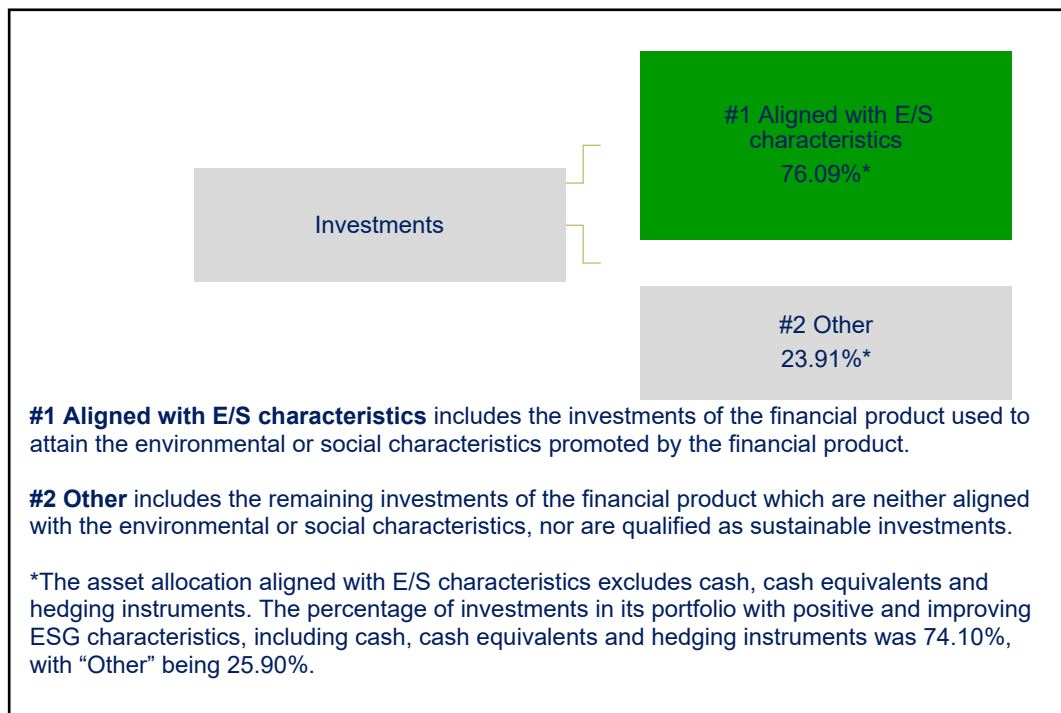 #1 Aligned with E/S
characteristics
76.09%*
Investments
#2 Other
23.91%*
#1 Aligned with E/S characteristics includes the investments of the financial product used to
attain the environmental or social characteristics promoted by the financial product.
#2 Other includes the remaining investments of the financial product which are neither aligned
with the environmental or social characteristics, nor are qualified as sustainable investments.
*The asset allocation aligned with E/S characteristics excludes cash, cash equivalents and
hedging instruments. The percentage of investments in its portfolio with positive and improving
ESG characteristics, including cash, cash equivalents and hedging instruments was 74.10%,
with “Other” being 25.90%.